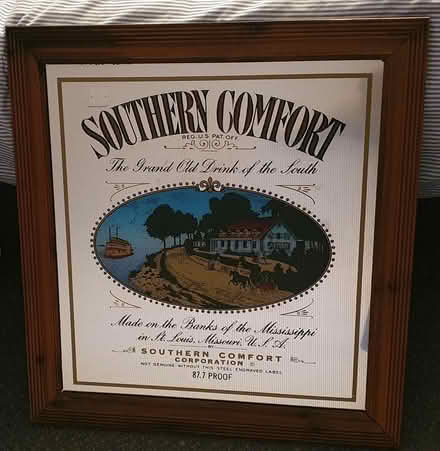 SOUTHERN COMFORT
REG. U.S. PAT. OFF.
The Grand Old Drink of the South
Made on the Banks of the Mississippi
in St. Louis, Missouri, U.S.A.
BY
SOUTHERN COMFORT
CORPORATION ©
NOT GENUINE WITHOUT THIS STEEL ENGRAVED LABEL
87.7 PROOF